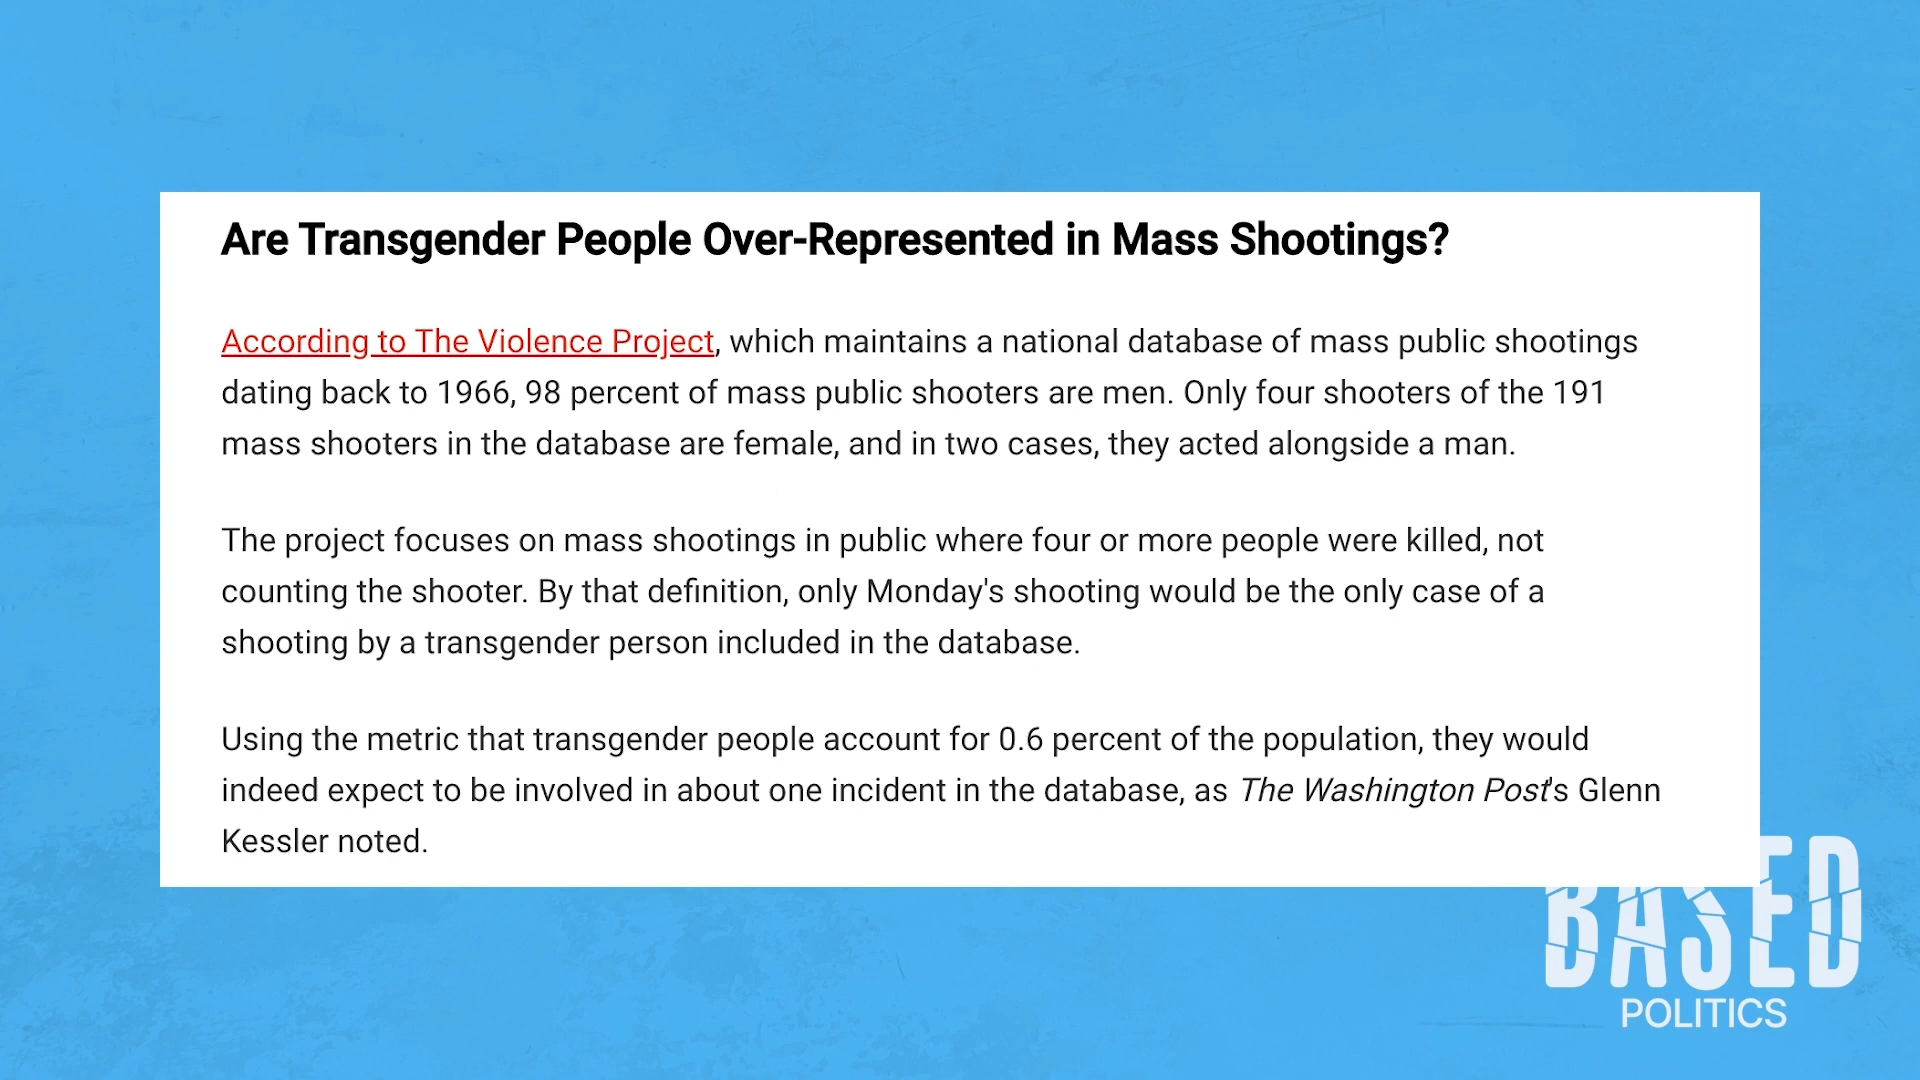 Are Transgender People Over-Represented in Mass Shootings?
According to The Violence Project, which maintains a national database of mass public shootings
dating back to 1966, 98 percent of mass public shooters are men. Only four shooters of the 191
mass shooters in the database are female, and in two cases, they acted alongside a man.
The project focuses on mass shootings in public where four or more people were killed, not
counting the shooter. By that definition, only Monday's shooting would be the only case of a
shooting by a transgender person included in the database.
Using the metric that transgender people account for 0.6 percent of the population, they would
indeed expect to be involved in about one incident in the database, as The Washington Post's Glenn
Kessler noted.
BASED
POLITICS